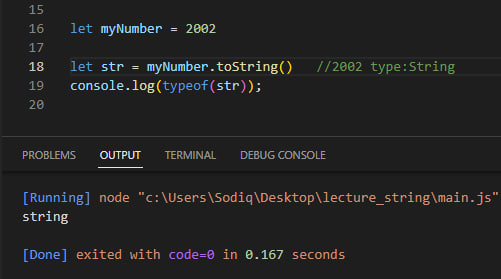 15
16 let myNumber = 2002
17
18 let str = myNumber.toString() //2002 type:String
19 console.log(typeof(str));
20
PROBLEMS OUTPUT TERMINAL DEBUG CONSOLE
[Running] node "c:\Users\Sodiq\Desktop\lecture_string\main.js"
string
[Done] exited with code=0 in 0.167 seconds